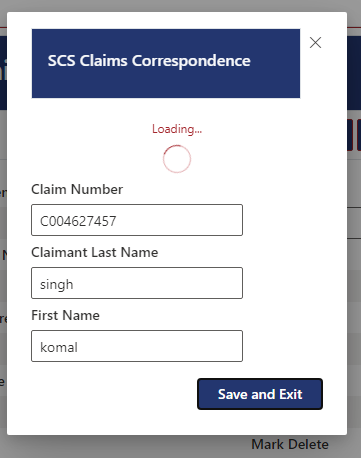 SCS Claims Correspondence
Loading...
Claim Number
C004627457
Claimant Last Name
singh
First Name
komal
Save and Exit
Mark Delete